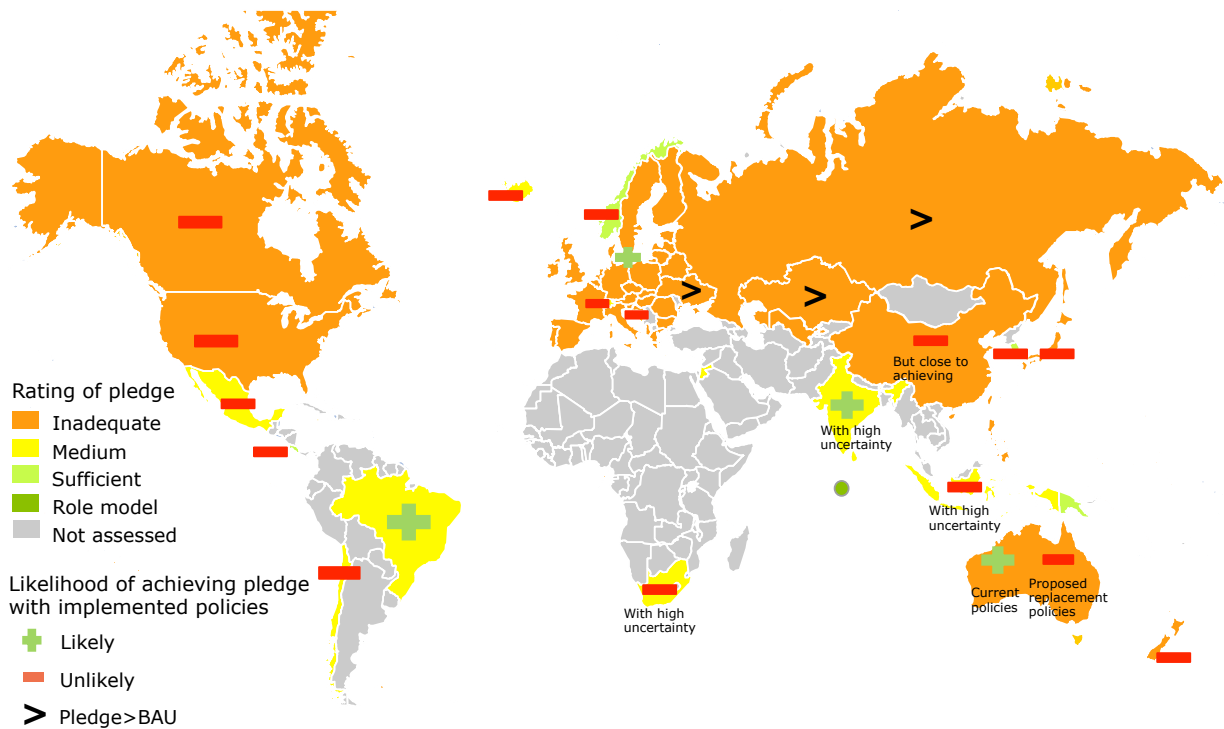 Rating of pledge
Inadequate
Medium
Sufficient
Role model
Not assessed
Likelihood of achieving pledge
with implemented policies
Likely
Unlikely
> Pledge>BAU
>
>
>
But close to
achieving
With high
uncertainty
With high
uncertainty
With high
uncertainty
Current
policies
Proposed
replacement
policies